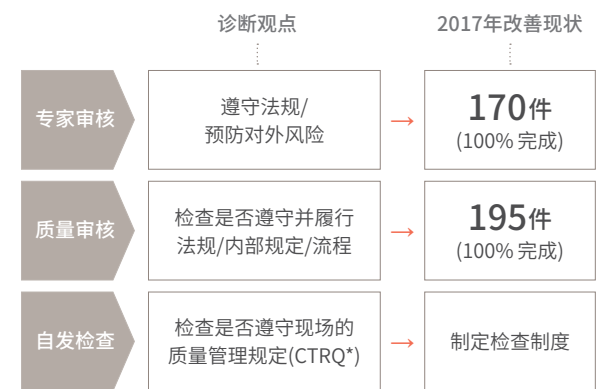 诊断观点
2017年改善现状
专家审核
遵守法规/
预防对外风险
→
170件
(100% 完成)
质量审核
检查是否遵守并履行
法规/内部规定/流程
→
195件
(100% 完成)
自发检查
检查是否遵守现场的
质量管理规定(CTRQ*)
→
制定检查制度